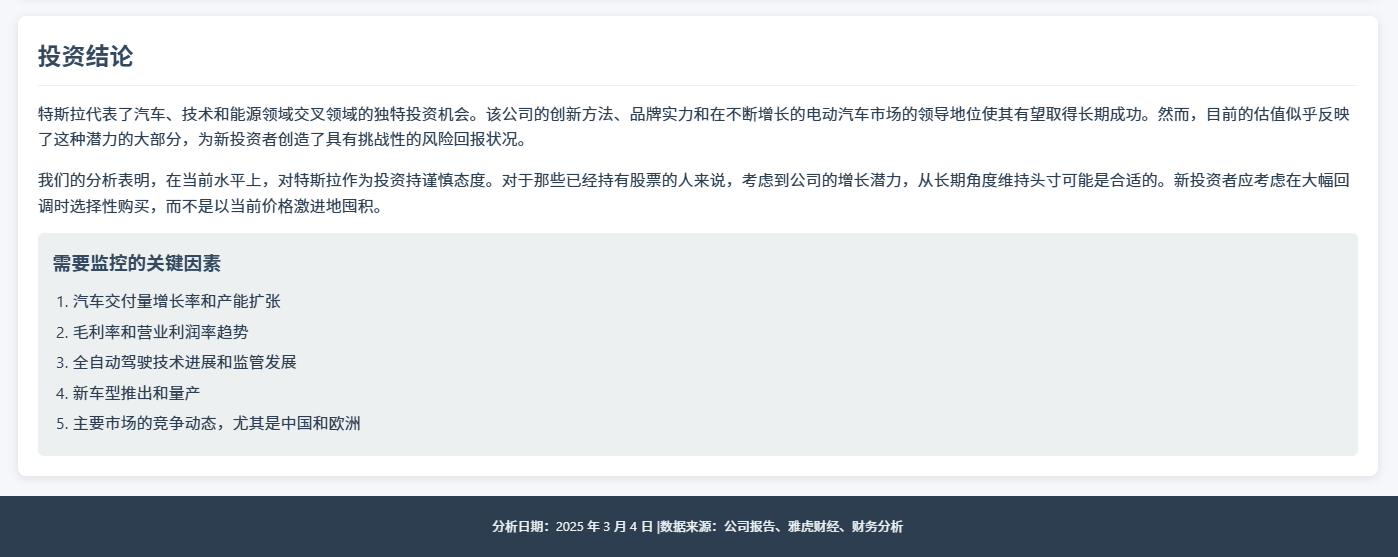 投资结论
特斯拉代表了汽车、技术和能源领域交叉领域的独特投资机会。该公司的创新方法、品牌实力和在不断增长的电动汽车市场的领导地位使其有望取得长期成功。然而，目前的估值似乎反映
了这种潜力的大部分，为新投资者创造了具有挑战性的风险回报状况。
我们的分析表明，在当前水平上，对特斯拉作为投资持谨慎态度。对于那些已经持有股票的人来说，考虑到公司的增长潜力，从长期角度维持头寸可能是合适的。新投资者应考虑在大幅回
调时选择性购买，而不是以当前价格激进地囤积。
需要监控的关键因素
1. 汽车交付量增长率和产能扩张
2. 毛利率和营业利润率趋势
3. 全自动驾驶技术进展和监管发展
4. 新车型推出和量产
5. 主要市场的竞争动态，尤其是中国和欧洲
分析日期：2025 年 3 月 4 日 |数据来源：公司报告、雅虎财经、财务分析